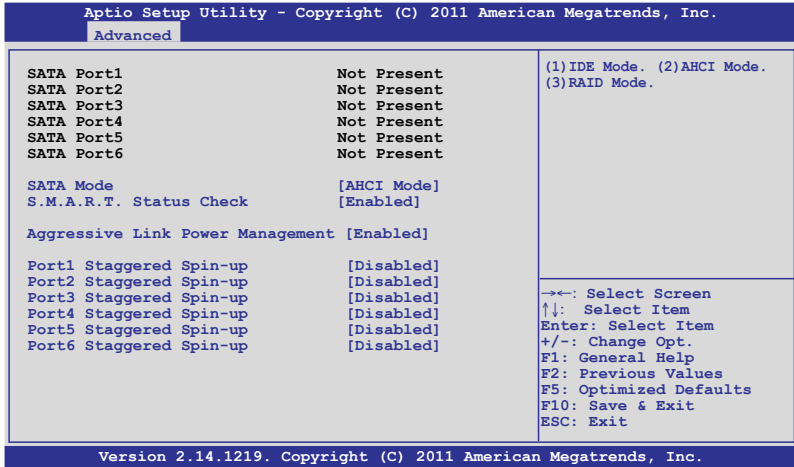 Aptio Setup Utility - Copyright (C) 2011 American Megatrends, Inc.
Advanced
SATA Port1 Not Present
SATA Port2 Not Present
SATA Port3 Not Present
SATA Port4 Not Present
SATA Port5 Not Present
SATA Port6 Not Present
SATA Mode [AHCI Mode]
S.M.A.R.T. Status Check [Enabled]
Aggressive Link Power Management [Enabled]
Port1 Staggered Spin-up [Disabled]
Port2 Staggered Spin-up [Disabled]
Port3 Staggered Spin-up [Disabled]
Port4 Staggered Spin-up [Disabled]
Port5 Staggered Spin-up [Disabled]
Port6 Staggered Spin-up [Disabled]
(1)IDE Mode. (2)AHCI Mode.
(3)RAID Mode.
→←: Select Screen
↑↓: Select Item
Enter: Select Item
+/-: Change Opt.
F1: General Help
F2: Previous Values
F5: Optimized Defaults
F10: Save & Exit
ESC: Exit
Version 2.14.1219. Copyright (C) 2011 American Megatrends, Inc.